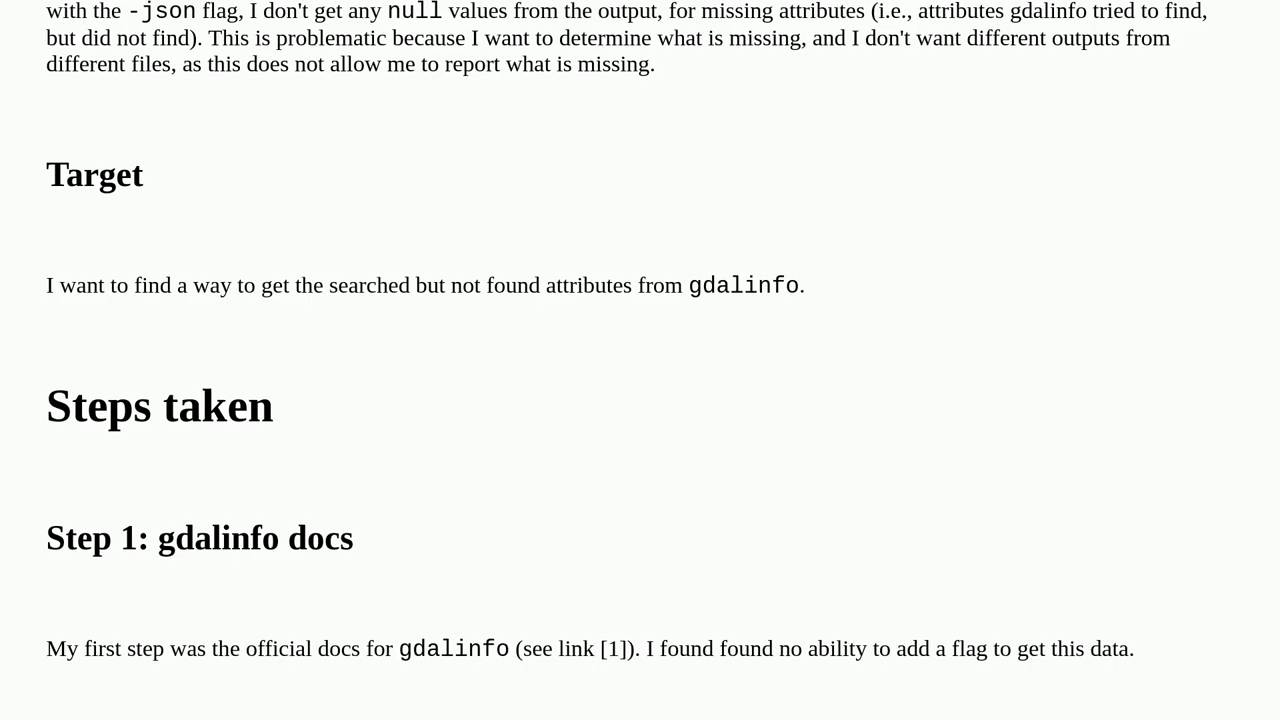 with the -json flag, I don't get any null values from the output, for missing attributes (i.e., attributes gdalinfo tried to find,
but did not find). This is problematic because I want to determine what is missing, and I don't want different outputs from
different files, as this does not allow me to report what is missing.
Target
I want to find a way to get the searched but not found attributes from gdalinfo.
Steps taken
Step 1: gdalinfo docs
My first step was the official docs for gdalinfo (see link [1]). I found found no ability to add a flag to get this data.